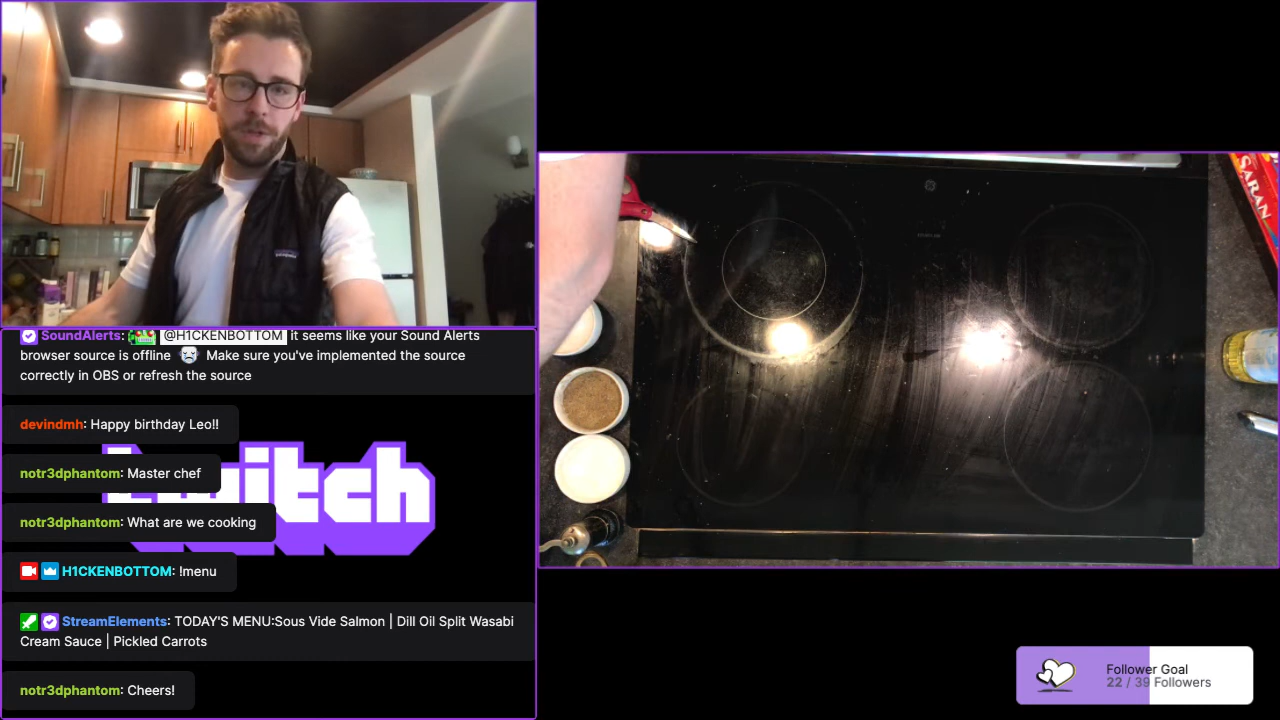 SoundAlerts: @H1CKENBOTTOM it seems like your Sound Alerts
browser source is offline Make sure you've implemented the source
correctly in OBS or refresh the source
devindmh: Happy birthday Leo!!
notr3dphantom: Master chef
twitch
notr3dphantom: What are we cooking
H1CKENBOTTOM: !menu
StreamElements: TODAY'S MENU:Sous Vide Salmon | Dill Oil Split Wasabi
Cream Sauce | Pickled Carrots
notr3dphantom: Cheers!
SARAN
Follower Goal
22 / 39 Followers